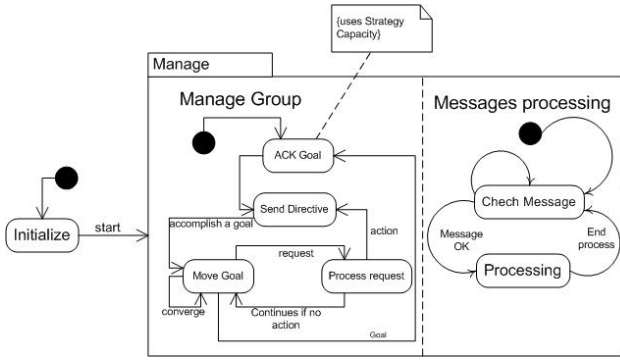 {uses Strategy
Capacity}
Manage
Manage Group
Messages processing
ACK Goal
Send Directive
Chech Message
Initialize
start
accomplish a goal
action
Message
OK
End
process
request
Move Goal
Process request
Processing
converge
Continues if no
action
Goal